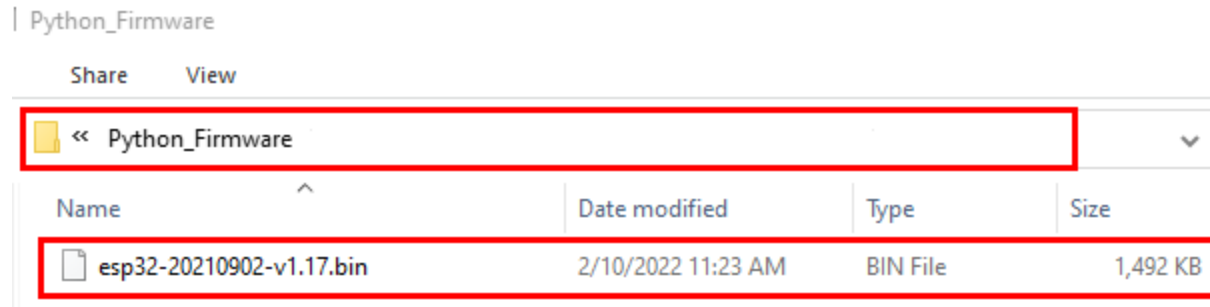 Python_Firmware
Share View
« Python_Firmware
Name Date modified Type Size
esp32-20210902-v1.17.bin 2/10/2022 11:23 AM BIN File 1,492 KB